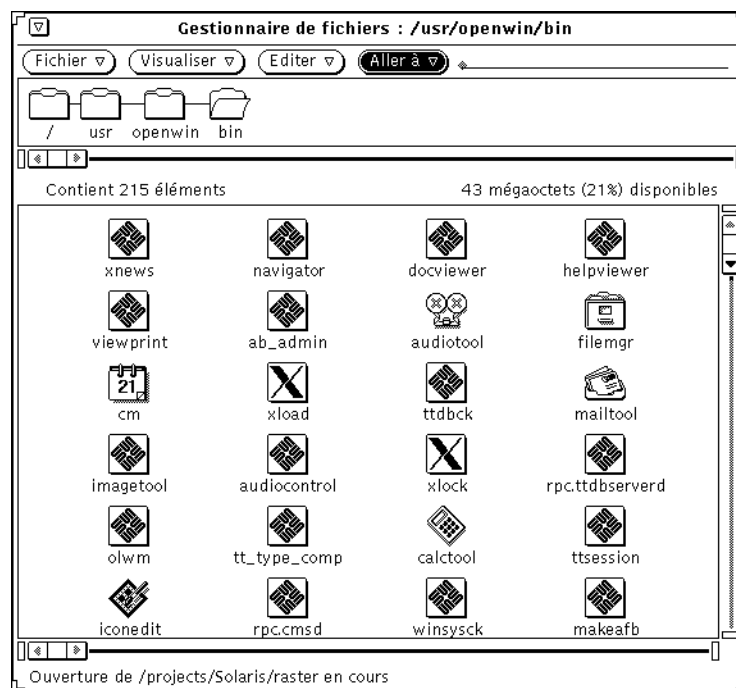 Gestionnaire de fichiers : /usr/openwin/bin
Fichier Visualiser Editer Aller à
/ usr openwin bin
Contient 215 éléments 43 mégaoctets (21%) disponibles
xnews navigator docviewer helpviewer
viewprint ab_admin audiotool filemgr
21
cm xload ttdbck mailtool
imagetool audiocontrol xlock rpc.ttdbserverd
olwm tt_type_comp calctool ttsession
iconedit rpc.cmsd winsysck makeafb
Ouverture de /projects/Solaris/raster en cours